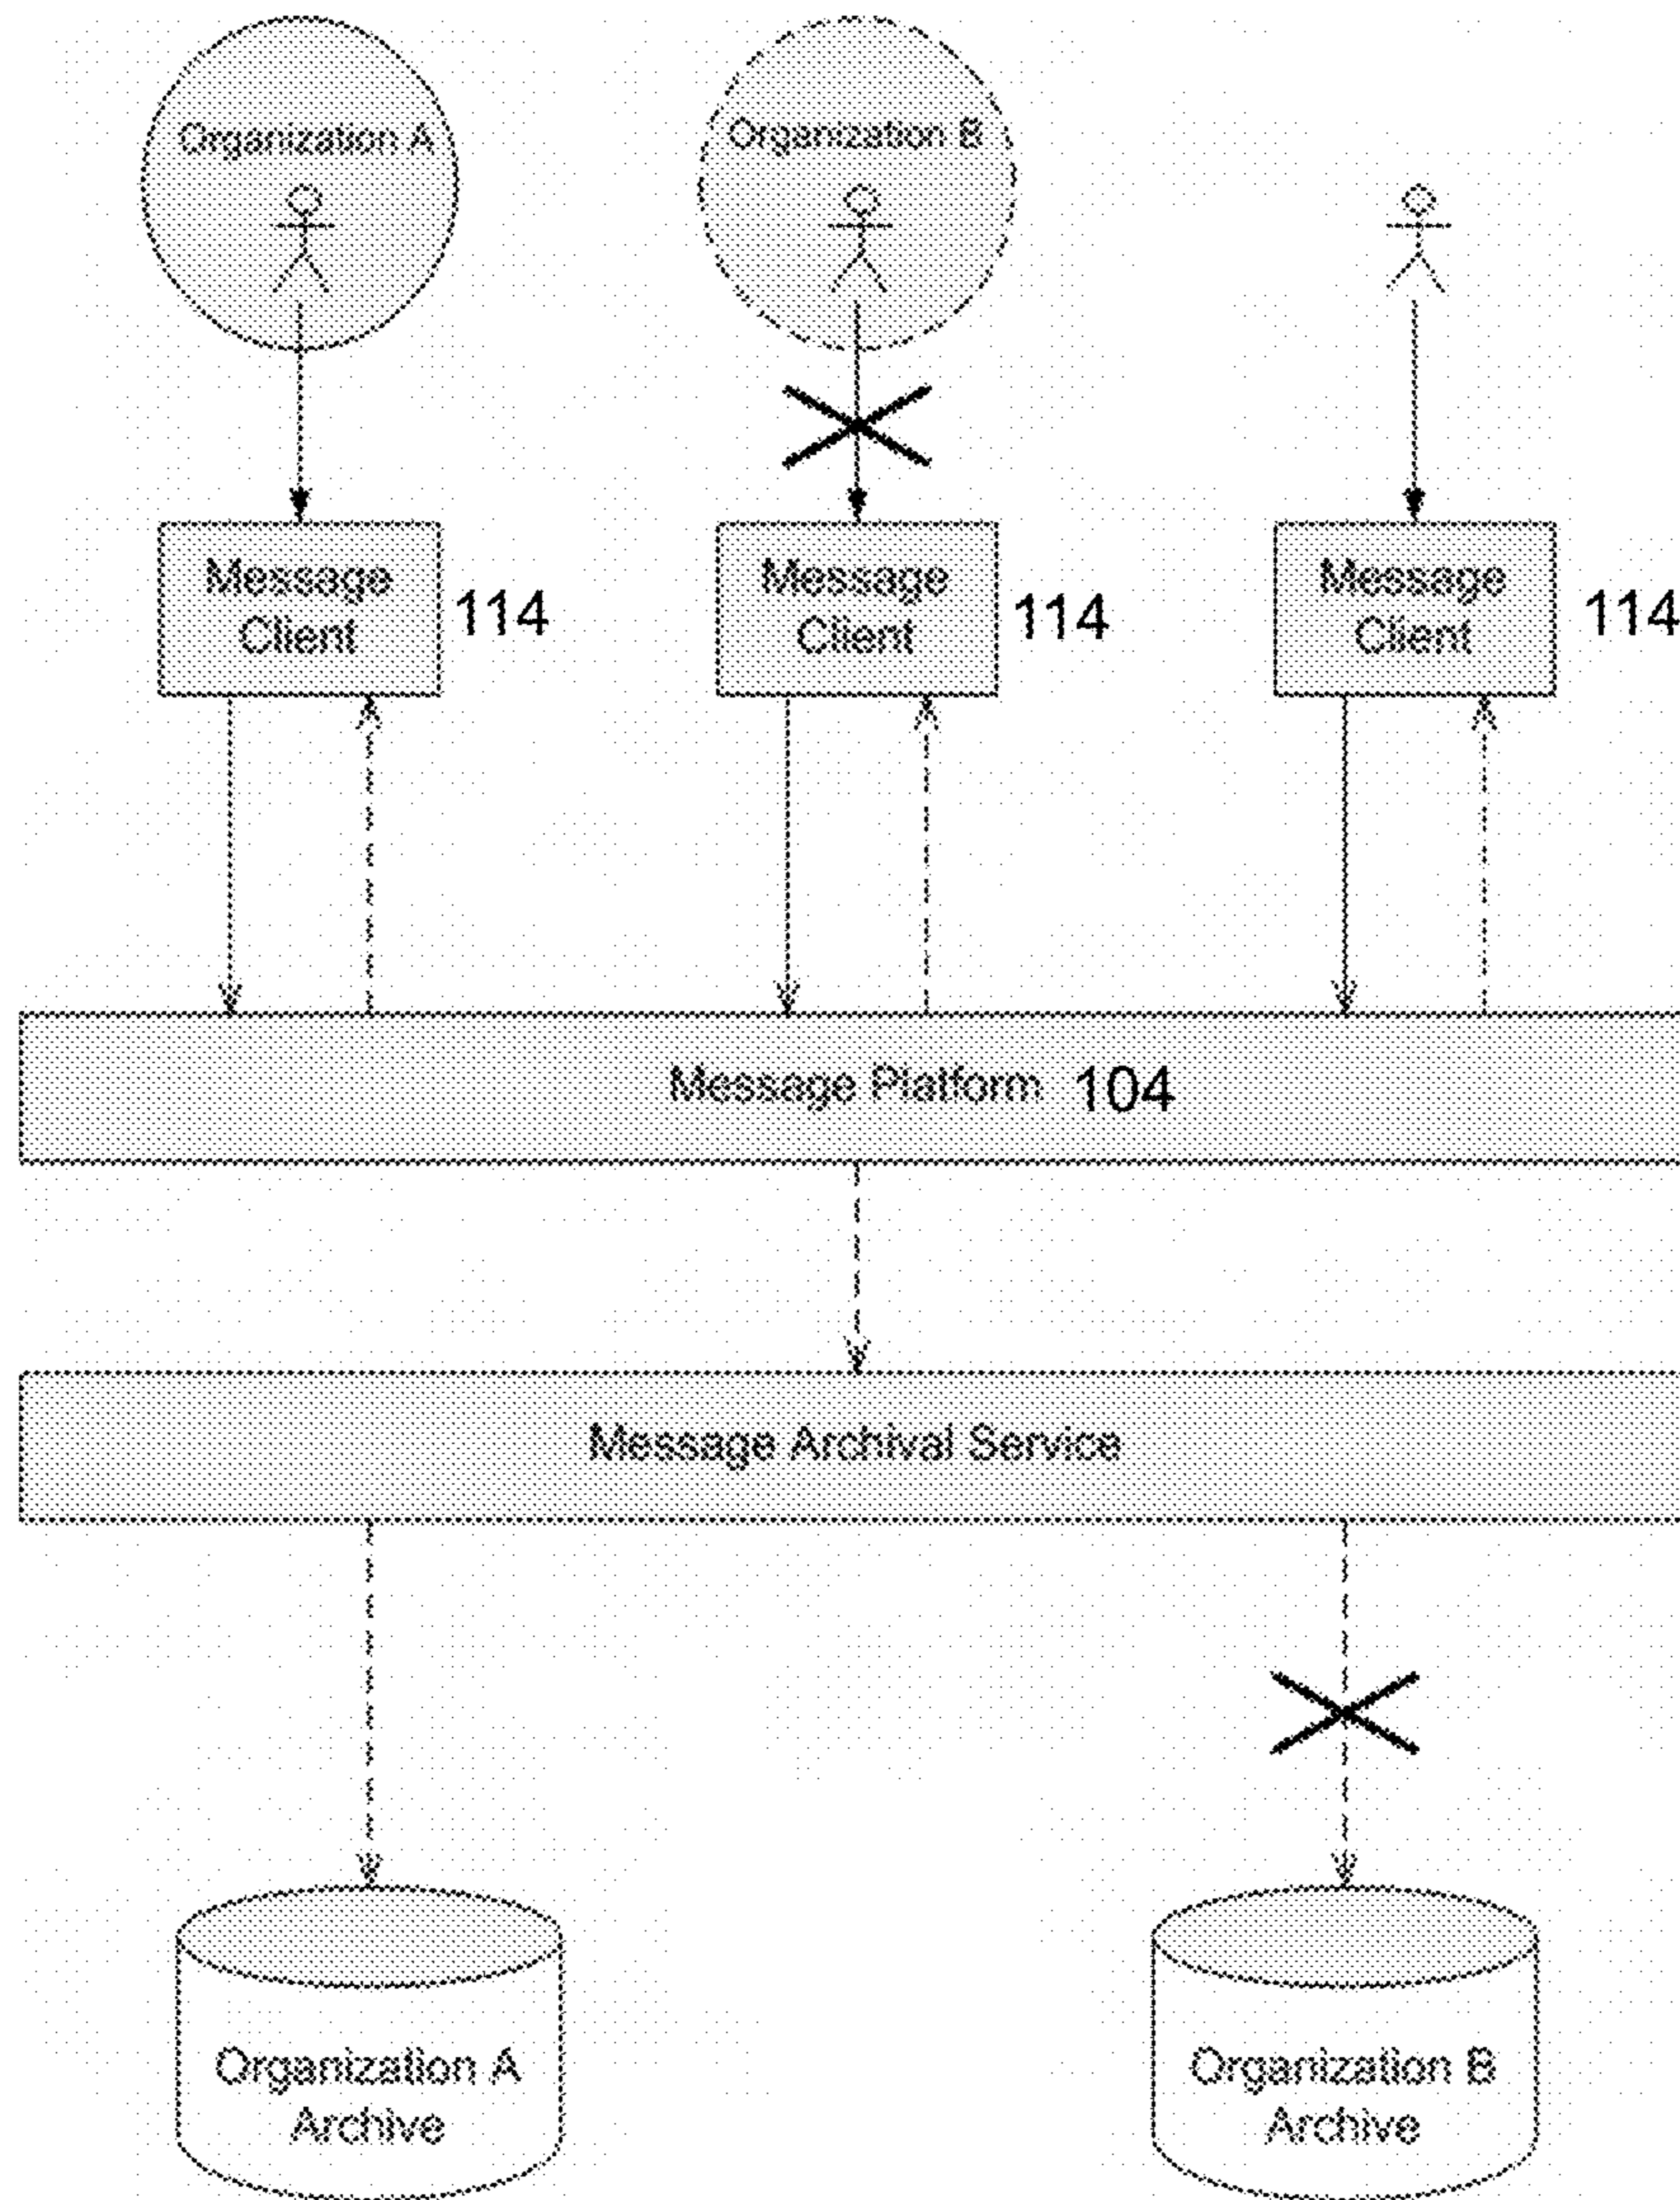 Organization A
Organization B
Message
Client
114
Message
Client
114
Message
Client
114
Message Platform 104
Message Archival Service
Organization A
Archive
Organization B
Archive